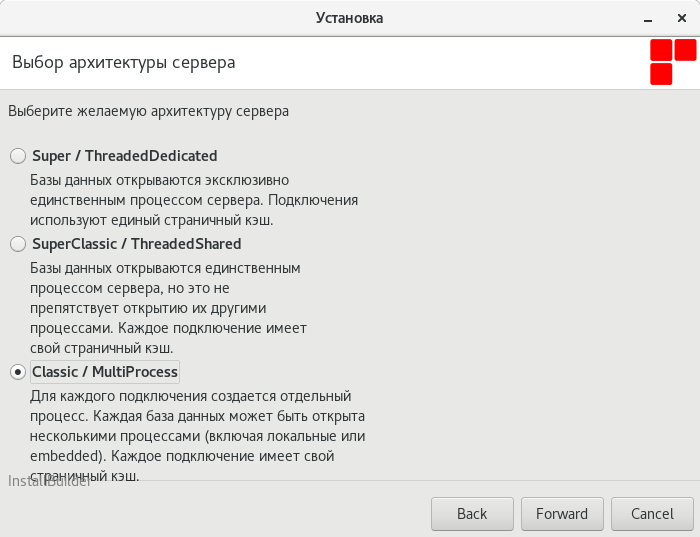 Установка
Выбор архитектуры сервера
Выберите желаемую архитектуру сервера
Super / ThreadedDedicated
Базы данных открываются эксклюзивно
единственным процессом сервера. Подключения
используют единый страничный кэш.
SuperClassic / ThreadedShared
Базы данных открываются единственным
процессом сервера, но это не
препятствует открытию их другими
процессами. Каждое подключение имеет
свой страничный кэш.
Classic / MultiProcess
Для каждого подключения создается отдельный
процесс. Каждая база данных может быть открыта
несколькими процессами (включая локальные или
embedded). Каждое подключение имеет свой
страничный кэш.
InstallBuilder
Back Forward Cancel